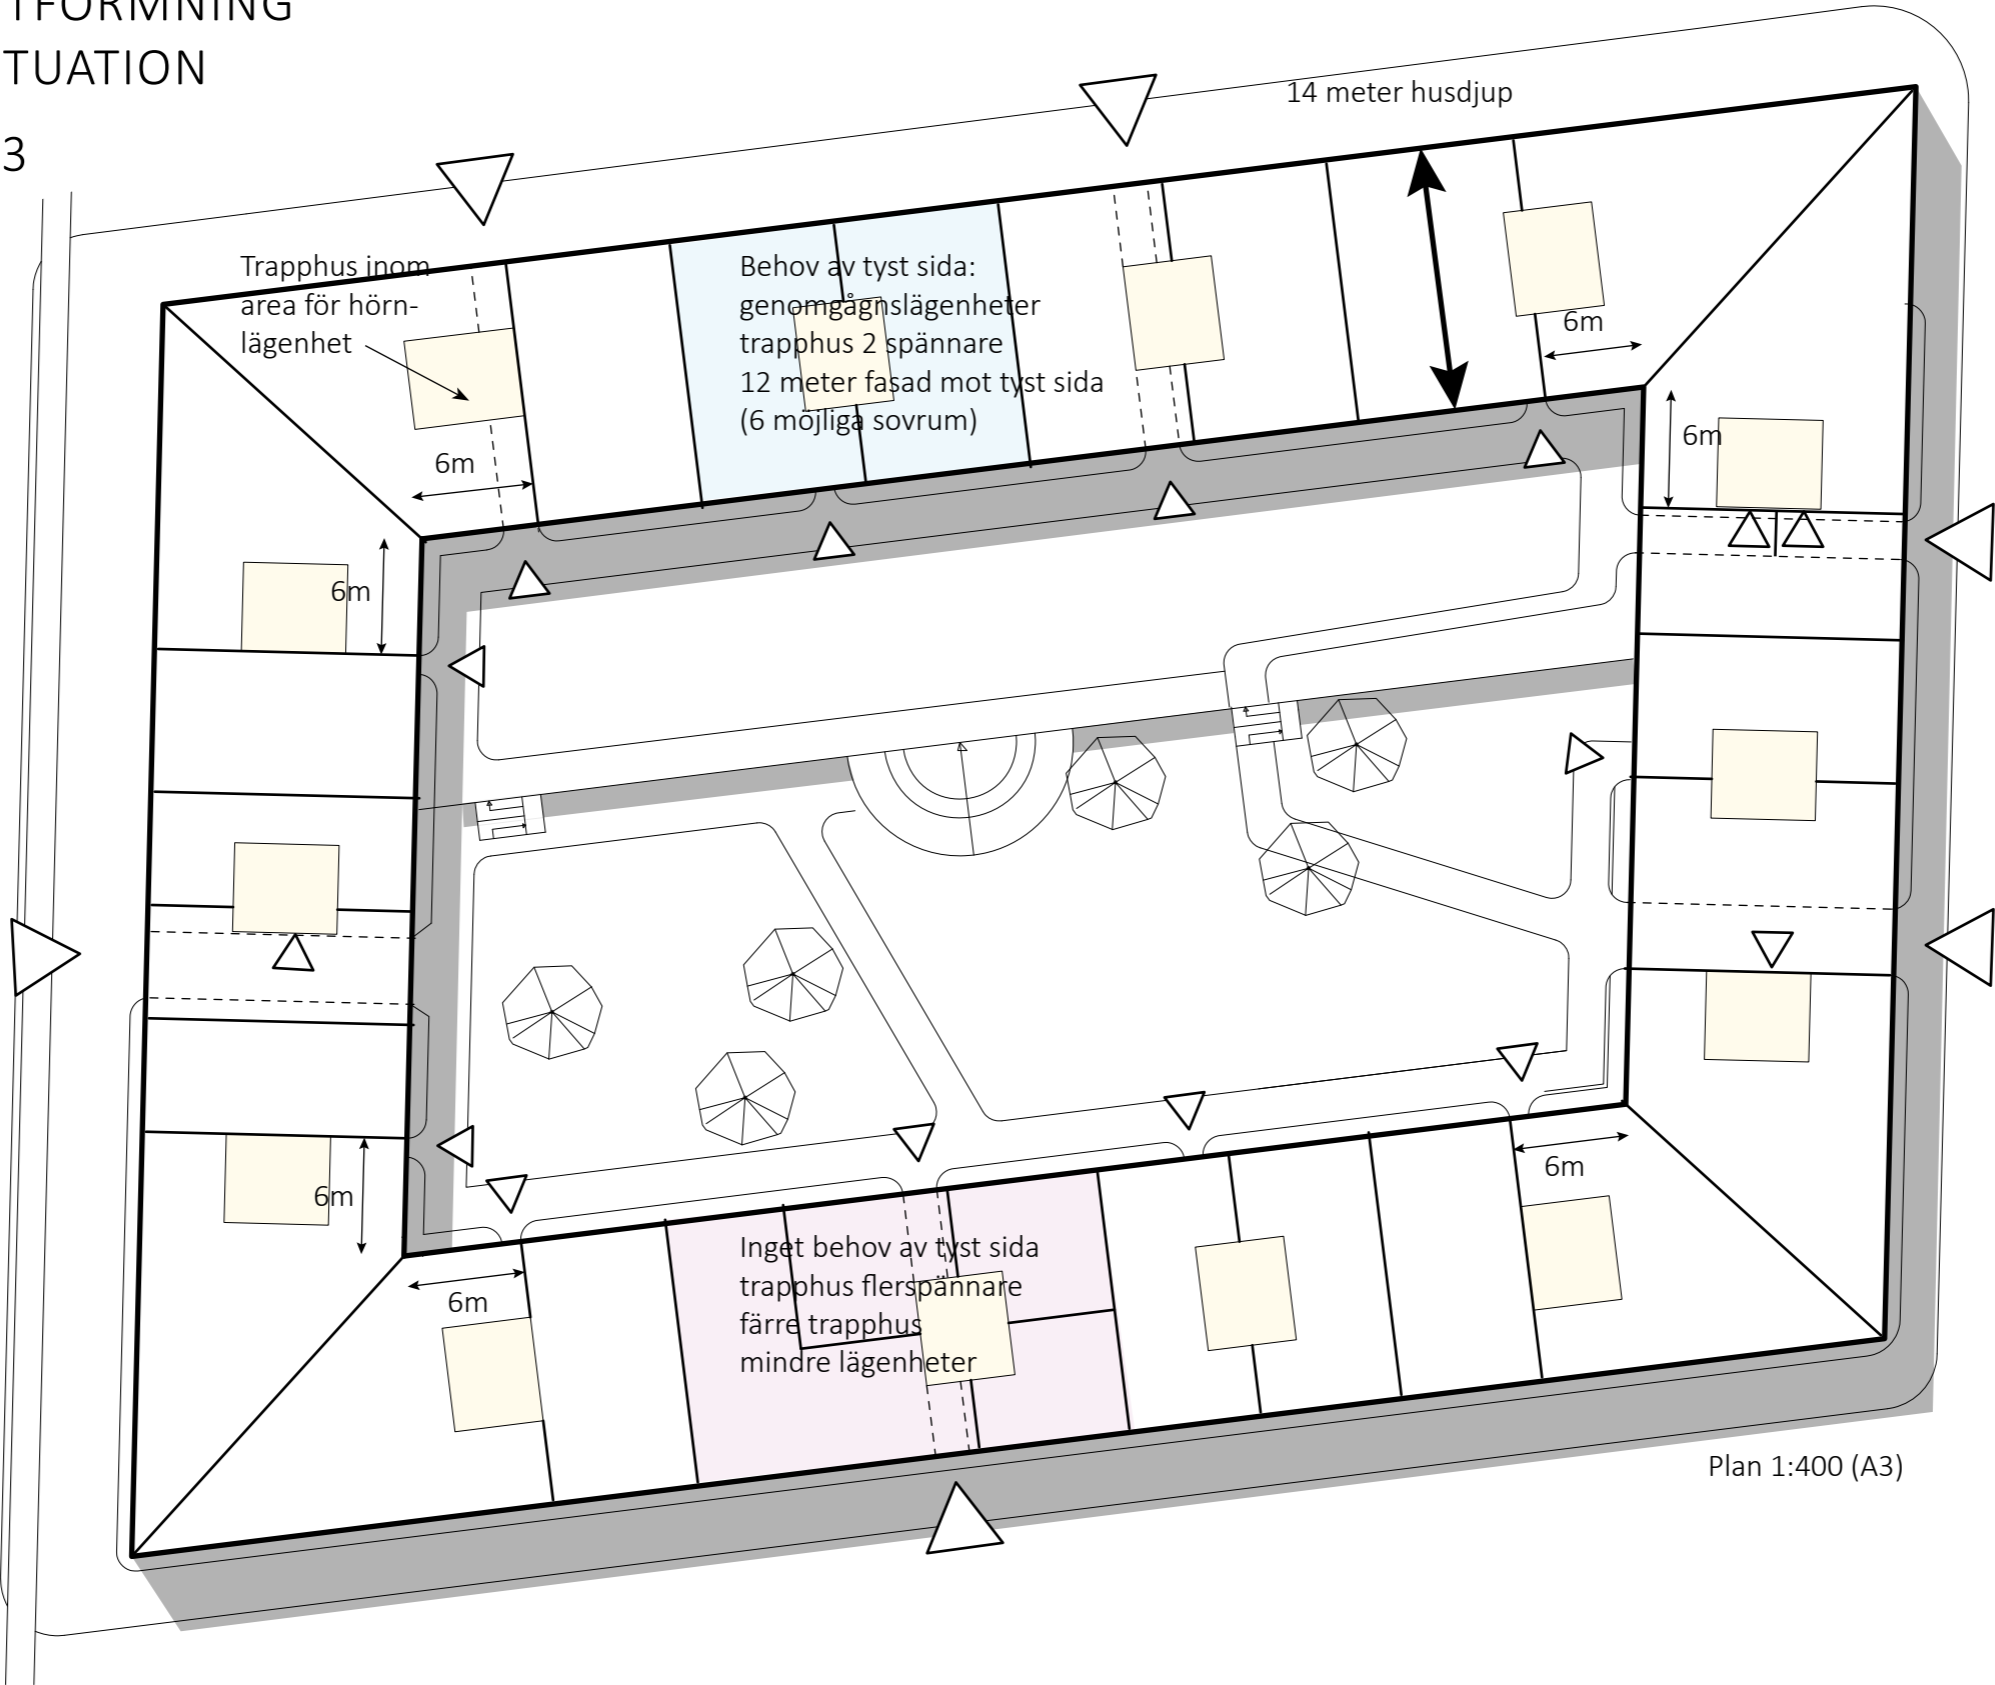 TFORMNING
TUATION
3
14 meter husdjup
Trapphus inom
area för hörn-
lägenhet
Behov av tyst sida:
genomgågnslägenheter
trapphus 2 spännare
12 meter fasad mot tyst sida
(6 möjliga sovrum)
6m
6m
6m
6m
6m
6m
6m
Inget behov av tyst sida
trapphus flerspännare
färre trapphus
mindre lägenheter
Plan 1:400 (A3)